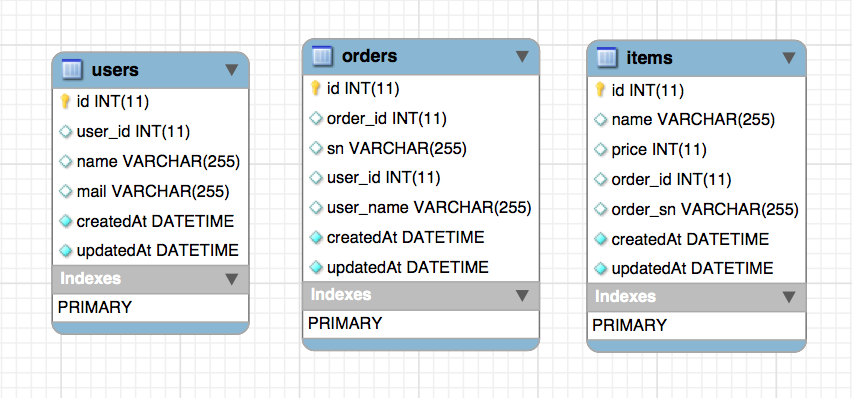 users
id INT(11)
user_id INT(11)
name VARCHAR(255)
mail VARCHAR(255)
createdAt DATETIME
updatedAt DATETIME
Indexes
PRIMARY
orders
id INT(11)
order_id INT(11)
sn VARCHAR(255)
user_id INT(11)
user_name VARCHAR(255)
createdAt DATETIME
updatedAt DATETIME
Indexes
PRIMARY
items
id INT(11)
name VARCHAR(255)
price INT(11)
order_id INT(11)
order_sn VARCHAR(255)
createdAt DATETIME
updatedAt DATETIME
Indexes
PRIMARY